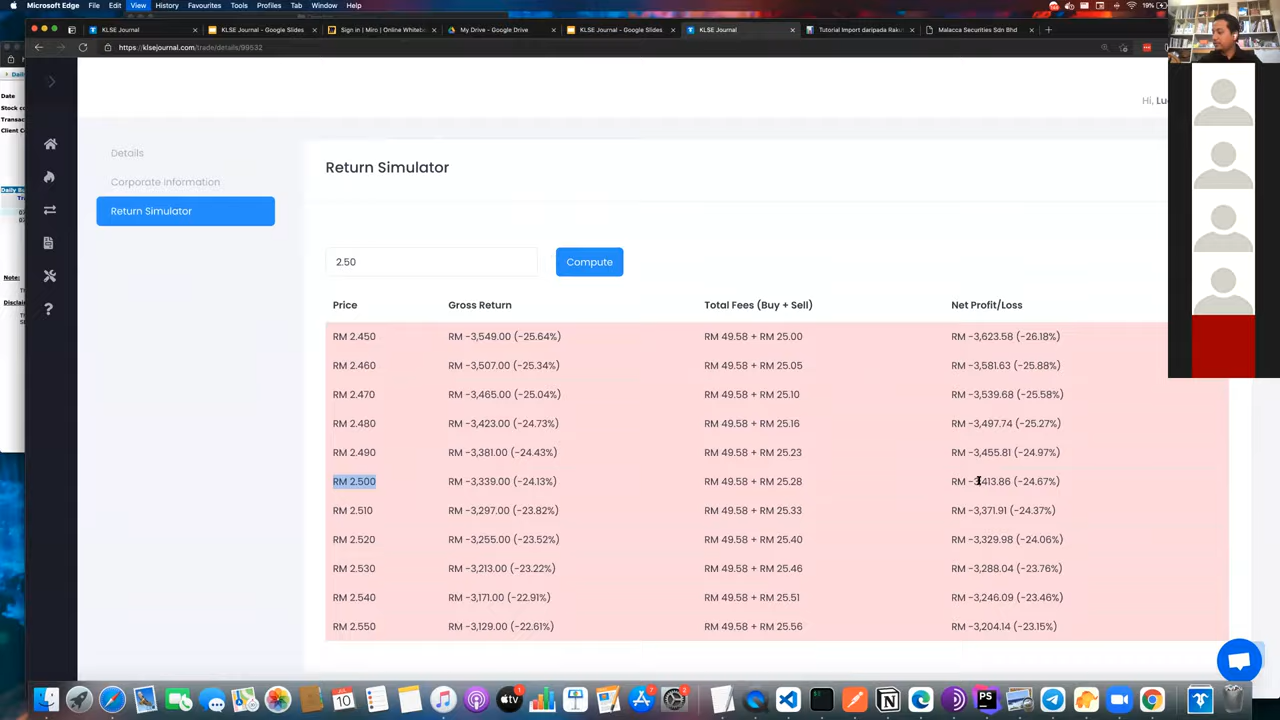 Microsoft Edge File Edit View History Favourites Tools Profiles Tab Window Help 19%
KLSE Journal
KLSE Journal - Google Slides
Sign in | Miro | Online Whiteb
My Drive - Google Drive
KLSE Journal - Google Slides
KLSE Journal
Tutorial Import daripada Raku
Malacca Securities Sdn Bhd
https://klsejournal.com/trade/details/99532
Date
Stock co
Transac
Client C
Daily Bu
Note:
Disclai
Hi, Lu
Details
Corporate information
Return Simulator
Return Simulator
2.50
Compute
Price Gross Return Total Fees (Buy + Sell) Net Profit/Loss
RM 2.450 RM -3,549.00 (-25.64%) RM 49.58 + RM 25.00 RM -3,623.58 (-26.18%)
RM 2.460 RM -3,507.00 (-25.34%) RM 49.58 + RM 25.05 RM -3,581.63 (-25.88%)
RM 2.470 RM -3,465.00 (-25.04%) RM 49.58 + RM 25.10 RM -3,539.68 (-25.58%)
RM 2.480 RM -3,423.00 (-24.73%) RM 49.58 + RM 25.16 RM -3,497.74 (-25.27%)
RM 2.490 RM -3,381.00 (-24.43%) RM 49.58 + RM 25.23 RM -3,455.81 (-24.97%)
RM 2.500 RM -3,339.00 (-24.13%) RM 49.58 + RM 25.28 RM -3,413.86 (-24.67%)
RM 2.510 RM -3,297.00 (-23.82%) RM 49.58 + RM 25.33 RM -3,371.91 (-24.37%)
RM 2.520 RM -3,255.00 (-23.52%) RM 49.58 + RM 25.40 RM -3,329.98 (-24.06%)
RM 2.530 RM -3,213.00 (-23.22%) RM 49.58 + RM 25.46 RM -3,288.04 (-23.76%)
RM 2.540 RM -3,171.00 (-22.91%) RM 49.58 + RM 25.51 RM -3,246.09 (-23.46%)
RM 2.550 RM -3,129.00 (-22.61%) RM 49.58 + RM 25.56 RM -3,204.14 (-23.15%)